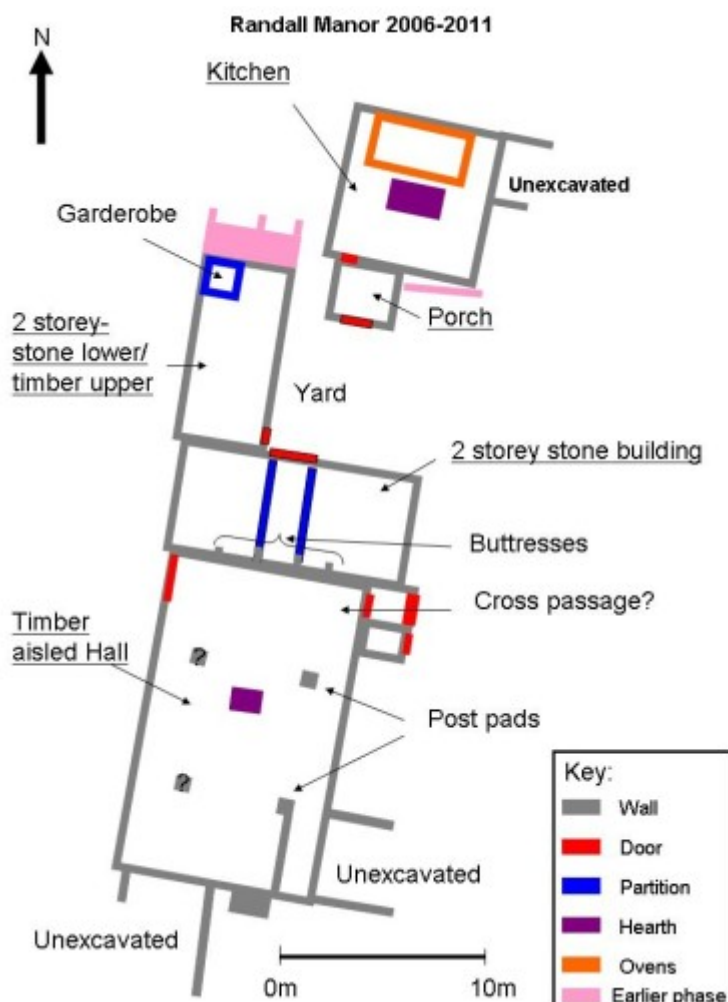 Randall Manor 2006-2011
N
Kitchen
Unexcavated
Garderobe
Porch
2 storey-
stone lower/
timber upper
Yard
2 storey stone building
Buttresses
Cross passage?
Timber
aisled Hall
?
Post pads
?
Key:
Wall
Door
Partition
Hearth
Ovens
Earlier phase
Unexcavated
Unexcavated
0m
10m